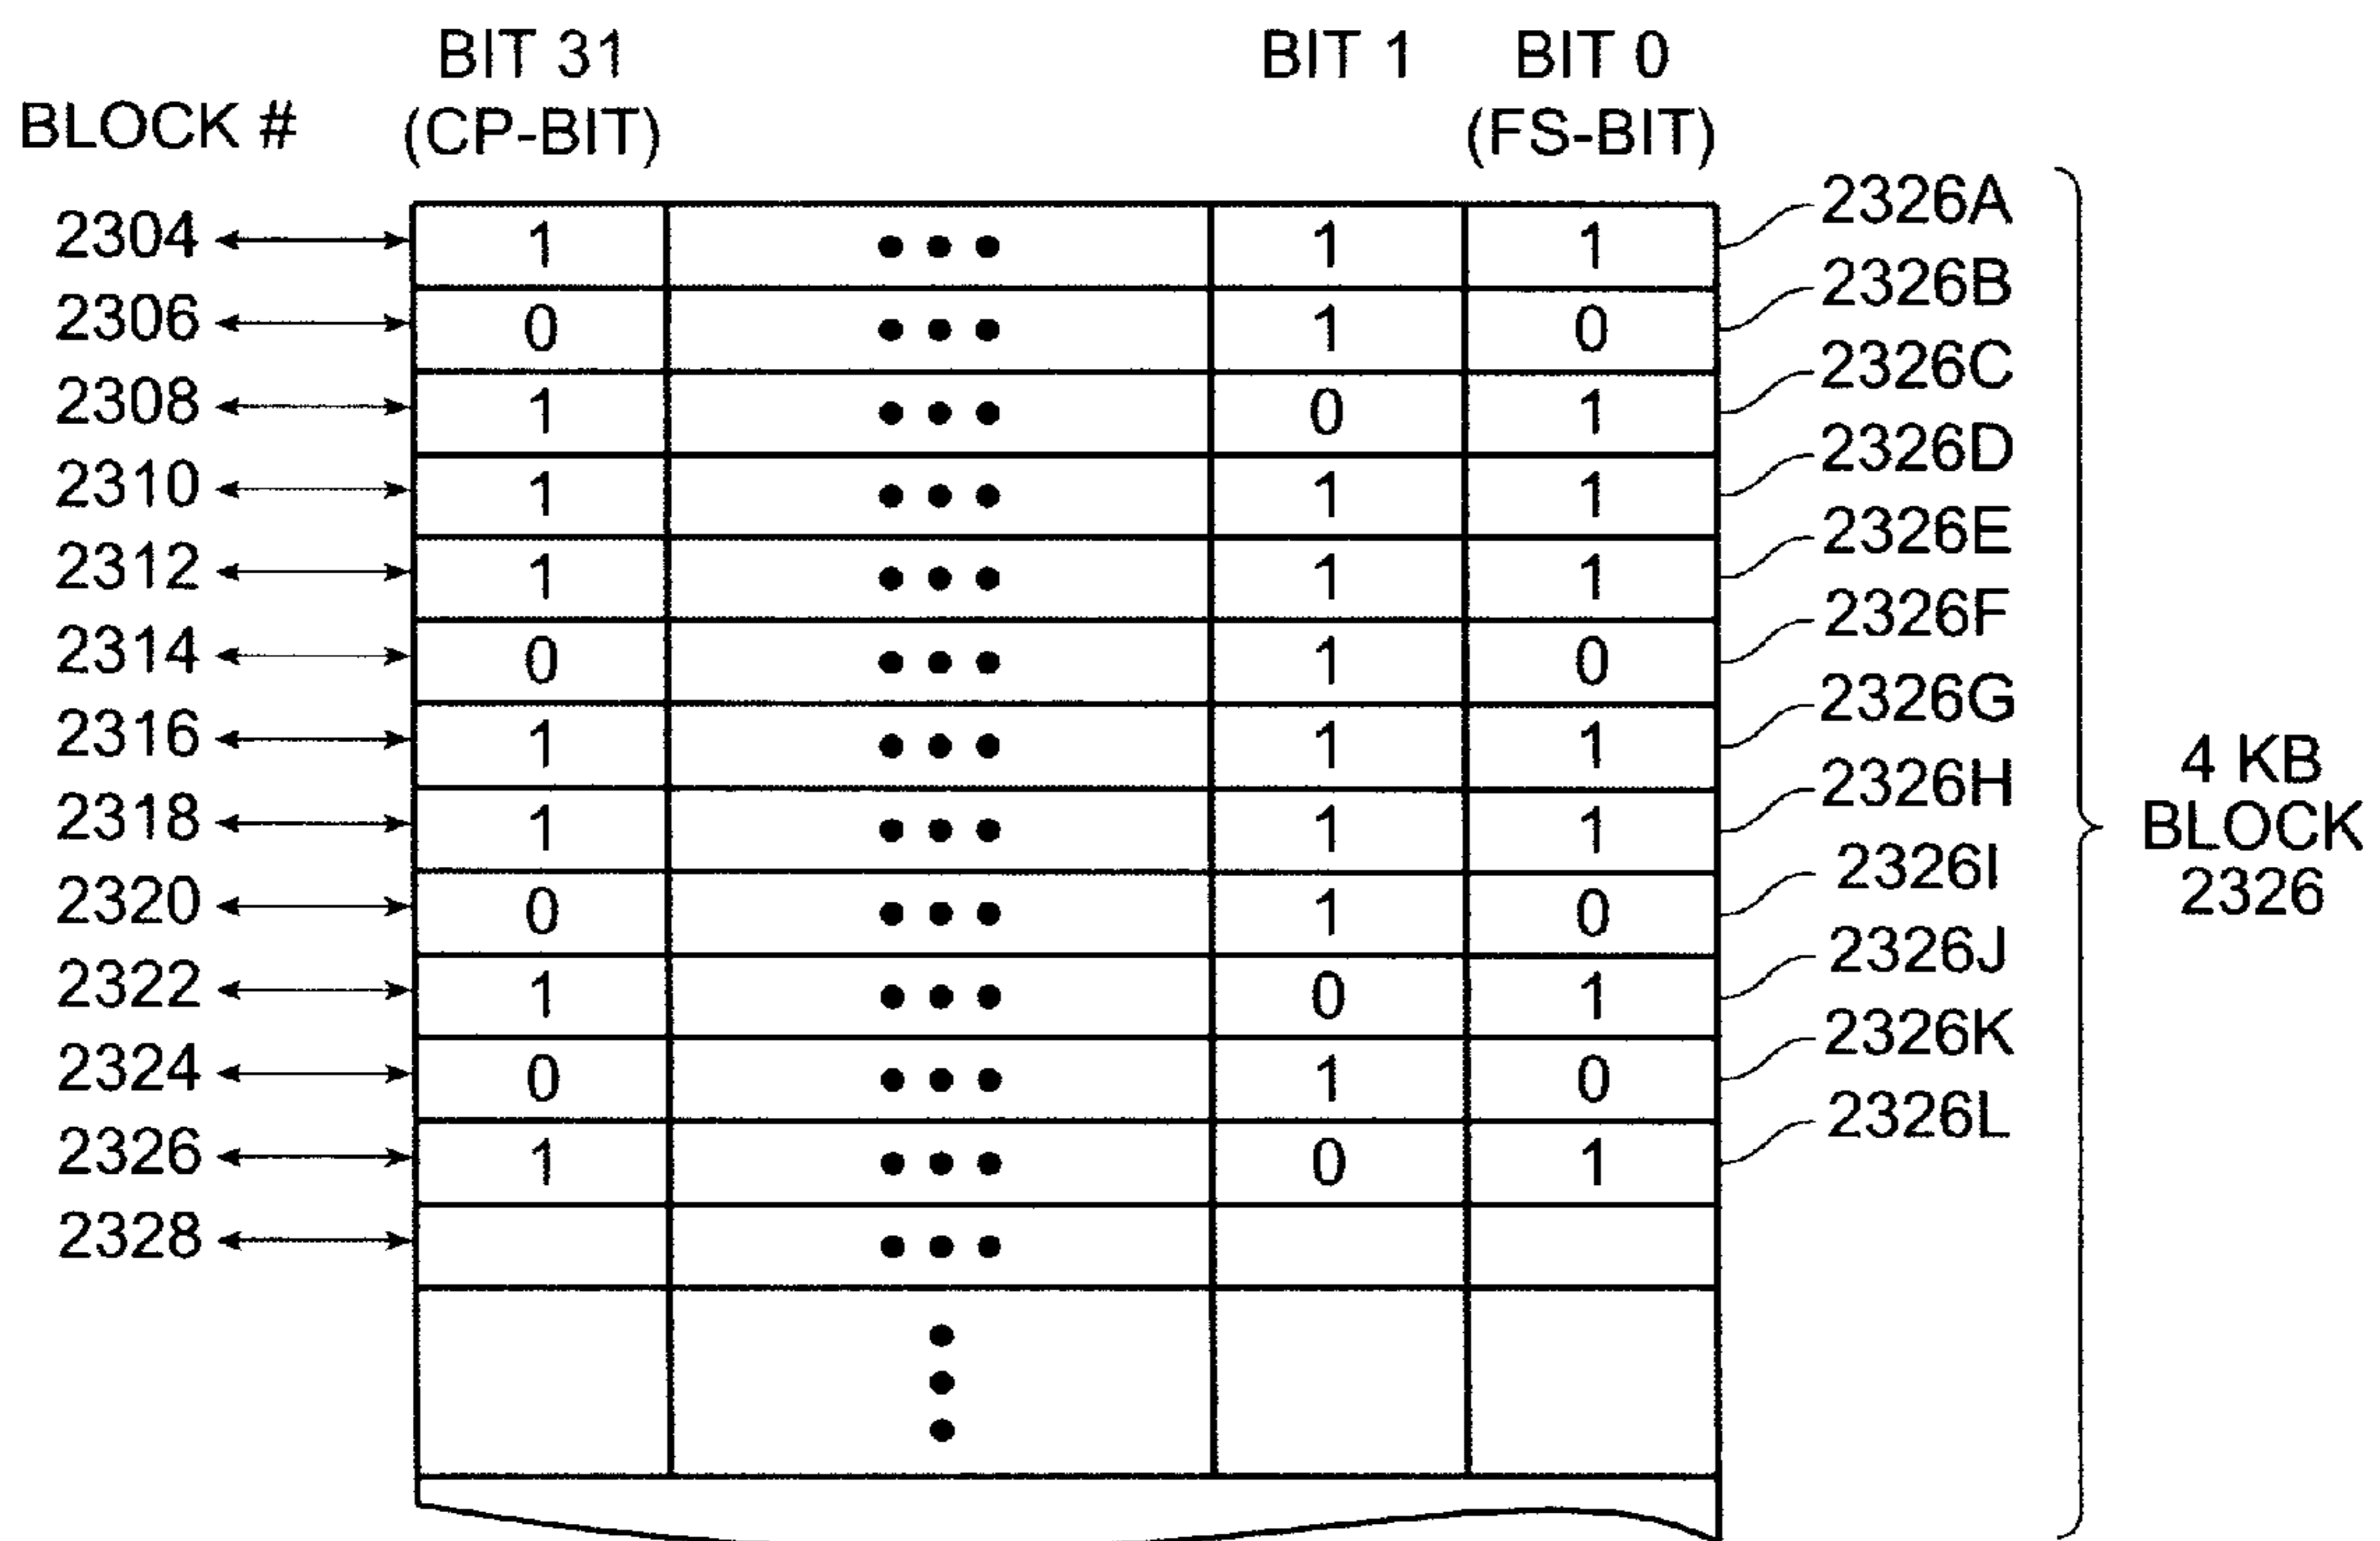 BIT 31 BIT 1 BIT 0
BLOCK # (CP-BIT) (FS-BIT)
2304 1 ••• 1 1 2326A
2306 0 ••• 1 0 2326B
2308 1 ••• 0 1 2326C
2310 1 ••• 1 1 2326D
2312 1 ••• 1 1 2326E
2314 0 ••• 1 0 2326F
2316 1 ••• 1 1 2326G
2318 1 ••• 1 1 2326H
2320 0 ••• 1 0 2326I
2322 1 ••• 0 1 2326J
2324 0 ••• 1 0 2326K
2326 1 ••• 0 1 2326L
2328 •••
4 KB
BLOCK
2326